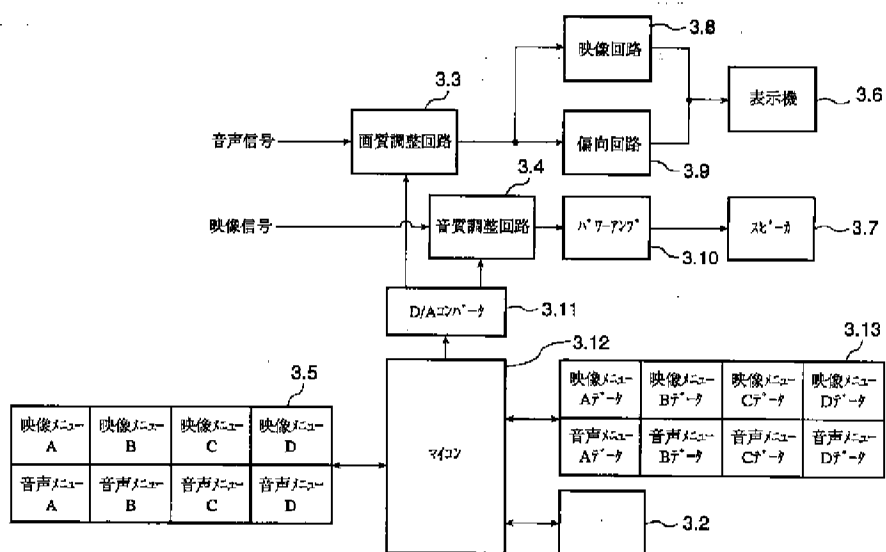 3.8
映像回路
3.3
表示機
3.6
音声信号
画質調整回路
偏向回路
3.9
3.4
映像信号
音質調整回路
パワーアンプ
スピーカ
3.7
3.10
D/Aコンバータ
3.11
3.12
3.13
3.5
映像メニュー
A
映像メニュー
B
映像メニュー
C
映像メニュー
D
音声メニュー
A
音声メニュー
B
音声メニュー
C
音声メニュー
D
マイコン
映像メニュー
Aデータ
映像メニュー
Bデータ
映像メニュー
Cデータ
映像メニュー
Dデータ
音声メニュー
Aデータ
音声メニュー
Bデータ
音声メニュー
Cデータ
音声メニュー
Dデータ
3.2